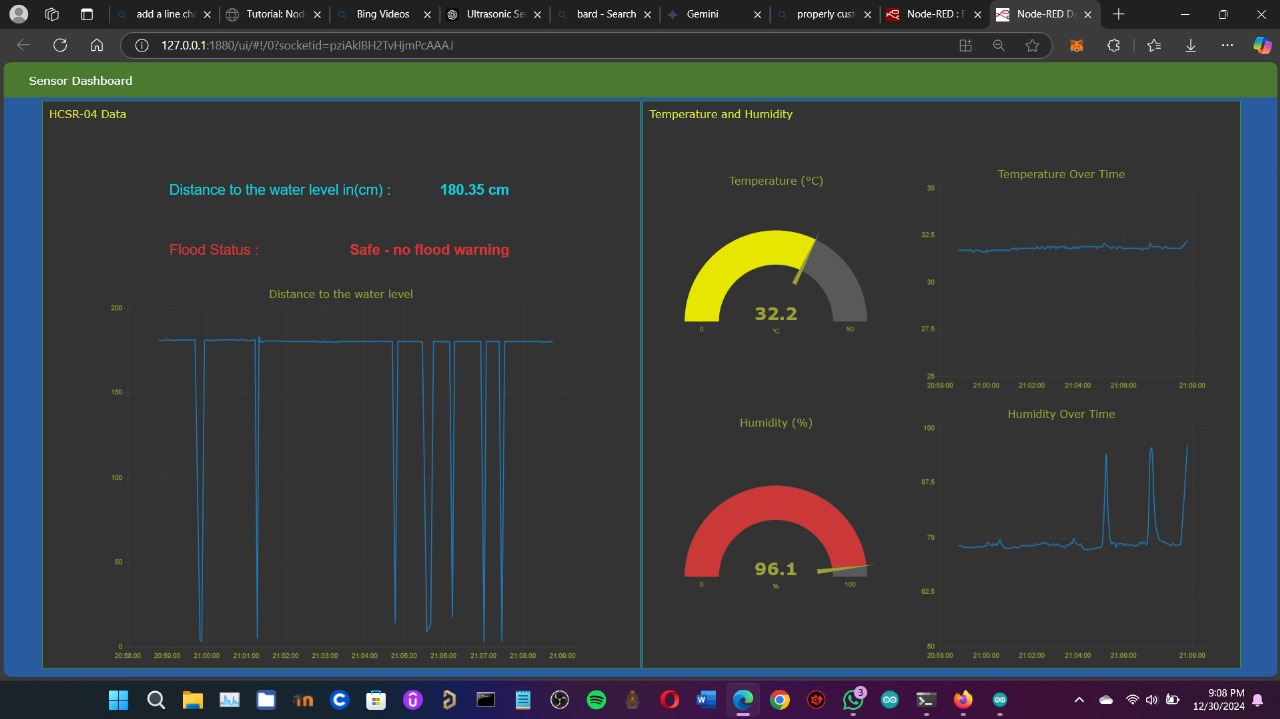 add a line ch
Tutorial: Nod
Bing Videos
Ultrasonic Se
bard - Search
Gemini
properly cust
Node-RED : F
Node-RED Da
127.0.0.1:1880/ui/#!/0?socketid=pziAkIBH2TvHjmPcAAAJ
Sensor Dashboard
HCSR-04 Data
Distance to the water level in(cm) : 180.35 cm
Flood Status : Safe - no flood warning
Distance to the water level
200
150
100
50
0
20:58:00 20:59:00 21:00:00 21:01:00 21:02:00 21:03:00 21:04:00 21:05:00 21:06:00 21:07:00 21:08:00 21:09:00
Temperature and Humidity
Temperature (°C)
32.2
0 °C 50
Temperature Over Time
35
32.5
30
27.5
25
20:58:00 21:00:00 21:02:00 21:04:00 21:06:00 21:09:00
Humidity (%)
96.1
0 % 100
Humidity Over Time
100
87.5
75
62.5
50
20:58:00 21:00:00 21:02:00 21:04:00 21:06:00 21:09:00
3
9:08 PM
12/30/2024